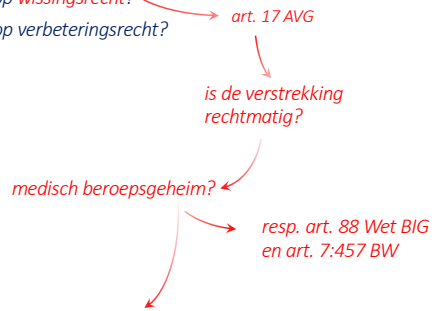 op wissingsrecht?
art. 17 AVG
op verbeteringsrecht?
is de verstrekking
rechtmatig?
medisch beroepsgeheim?
resp. art. 88 Wet BIG
en art. 7:457 BW